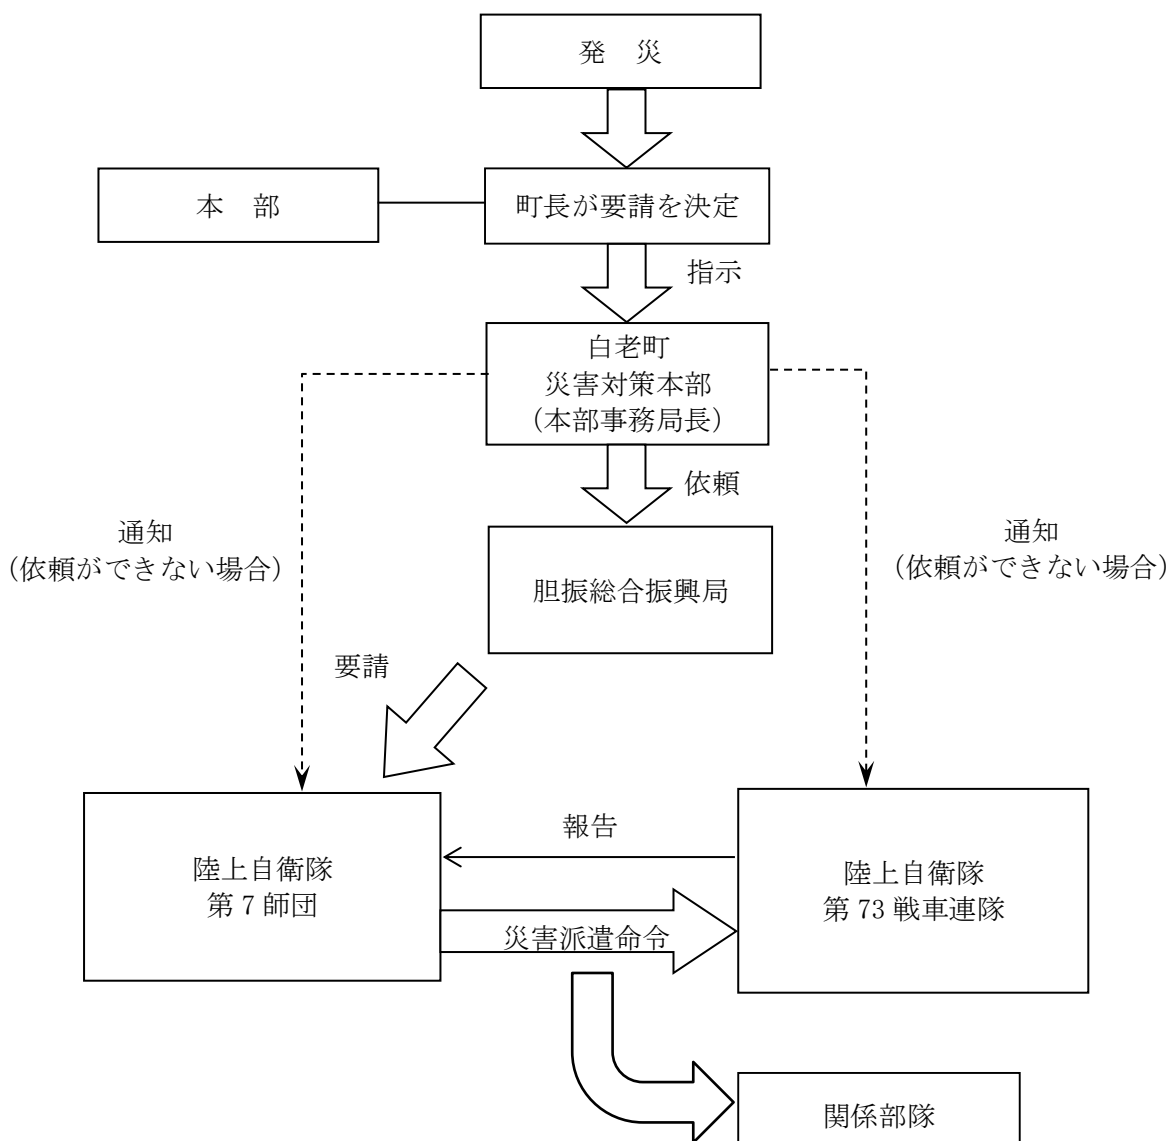 発　災
本　部
町長が要請を決定
指示
白老町
災害対策本部
（本部事務局長）
依頼
通知
（依頼ができない場合）
通知
（依頼ができない場合）
胆振総合振興局
要請
報告
陸上自衛隊
第７師団
陸上自衛隊
第 73 戦車連隊
災害派遣命令
関係部隊